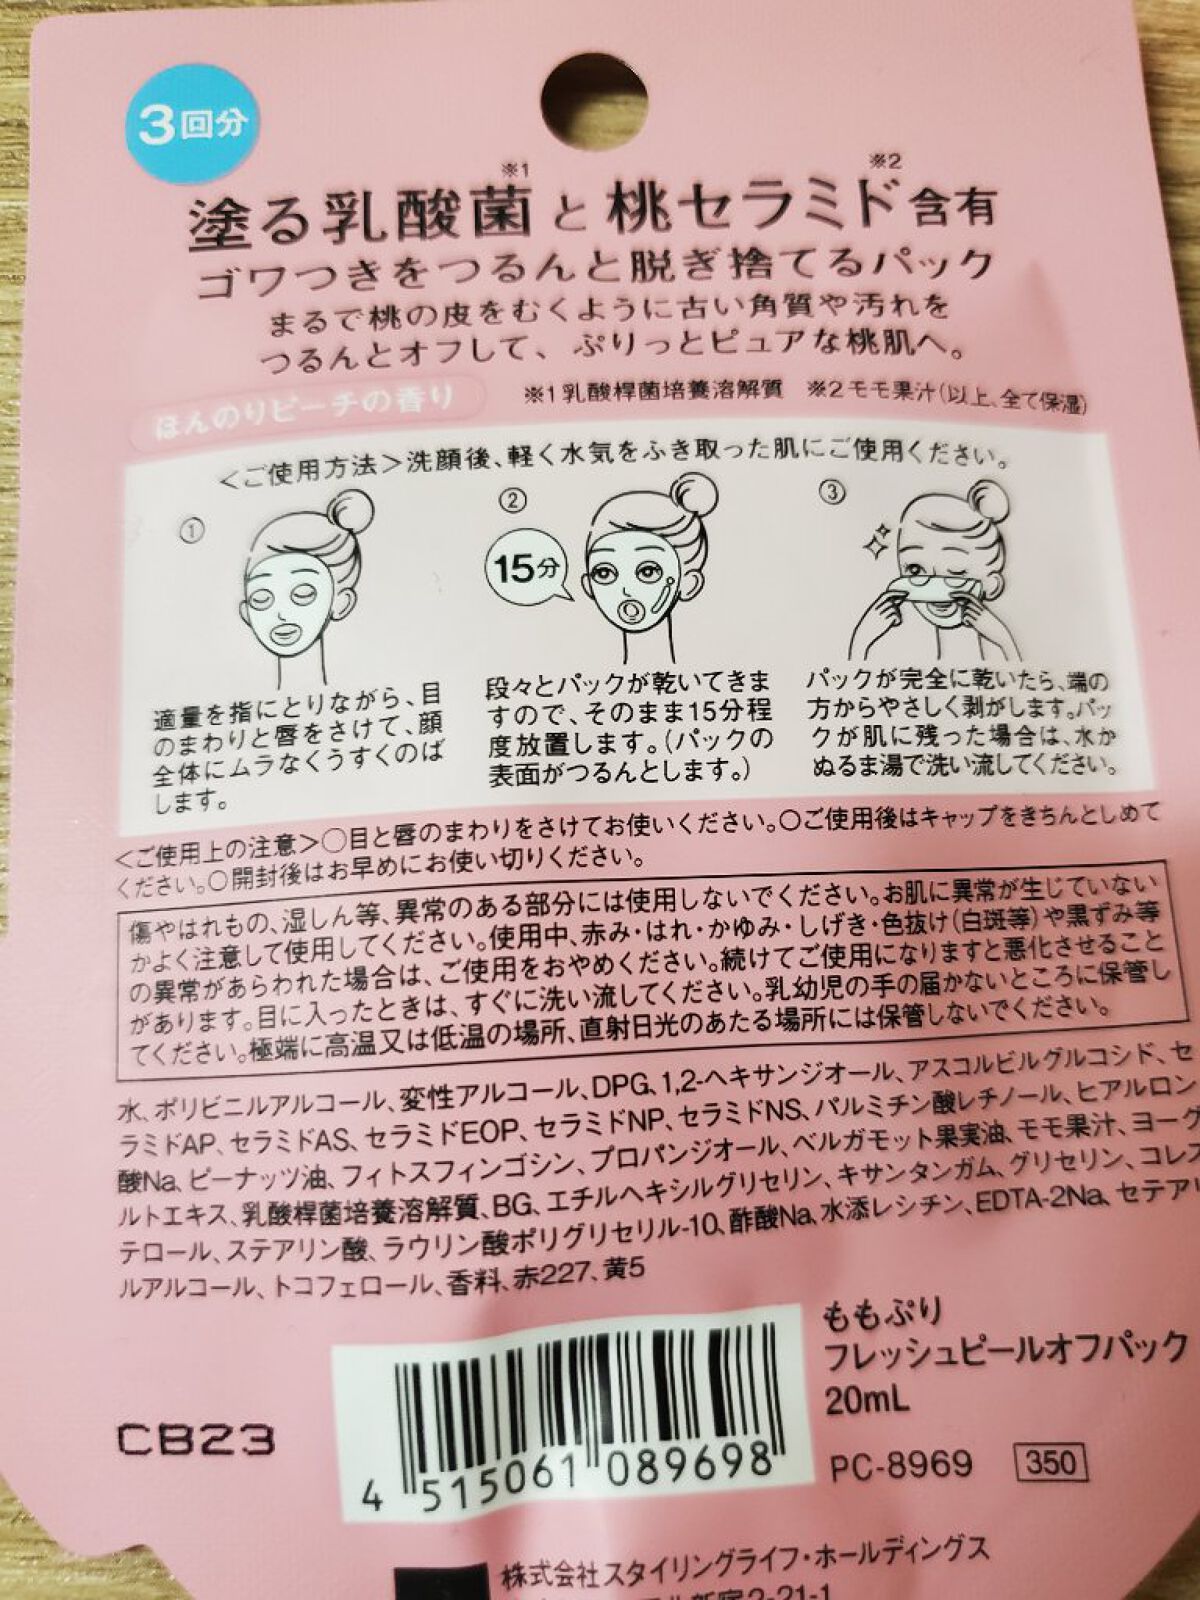 3回分
※1 ※2
塗る乳酸菌と桃セラミド含有
ゴワつきをつるんと脱ぎ捨てるパック
まるで桃の皮をむくように古い角質や汚れを
つるんとオフして、ぷりっとピュアな桃肌へ。
ほんのりピーチの香り
※1乳酸桿菌培養溶解質 ※2モモ果汁(以上、全て保湿)
＜ご使用方法＞洗顔後、軽く水気をふき取った肌にご使用ください。
①
②
③
15分
適量を指にとりながら、目
のまわりと唇をさけて、顔
全体にムラなくうすくのば
します。
段々とパックが乾いてきま
すので、そのまま15分程
度放置します。(パックの
表面がつるんとします。)
パックが完全に乾いたら、端の
方からやさしく剥がします。パッ
クが肌に残った場合は、水か
ぬるま湯で洗い流してください。
＜ご使用上の注意＞○目と唇のまわりをさけてお使いください。○ご使用後はキャップをきちんとしめて
ください。○開封後はお早めにお使い切りください。
傷やはれもの、湿しん等、異常のある部分には使用しないでください。お肌に異常が生じていない
かよく注意して使用してください。使用中、赤み・はれ・かゆみ・しげき・色抜け(白斑等)や黒ずみ等
の異常があらわれた場合は、ご使用をおやめください。続けてご使用になりますと悪化させること
があります。目に入ったときは、すぐに洗い流してください。乳幼児の手の届かないところに保管し
てください。極端に高温又は低温の場所、直射日光のあたる場所には保管しないでください。
水、ポリビニルアルコール、変性アルコール、DPG、1,2-ヘキサンジオール、アスコルビルグルコシド、セ
ラミドAP、セラミドAS、セラミドEOP、セラミドNP、セラミドNS、パルミチン酸レチノール、ヒアルロン
酸Na、ピーナッツ油、フィトスフィンゴシン、プロパンジオール、ベルガモット果実油、モモ果汁、ヨーグ
ルトエキス、乳酸桿菌培養溶解質、BG、エチルヘキシルグリセリン、キサンタンガム、グリセリン、コレス
テロール、ステアリン酸、ラウリン酸ポリグリセリル-10、酢酸Na、水添レシチン、EDTA-2Na、セテアリ
ルアルコール、トコフェロール、香料、赤227、黄5
ももぷり
フレッシュピールオフパック
20mL
CB23
4 515061 089698
PC-8969 350
株式会社スタイリングライフ・ホールディングス
新宿2-21-1